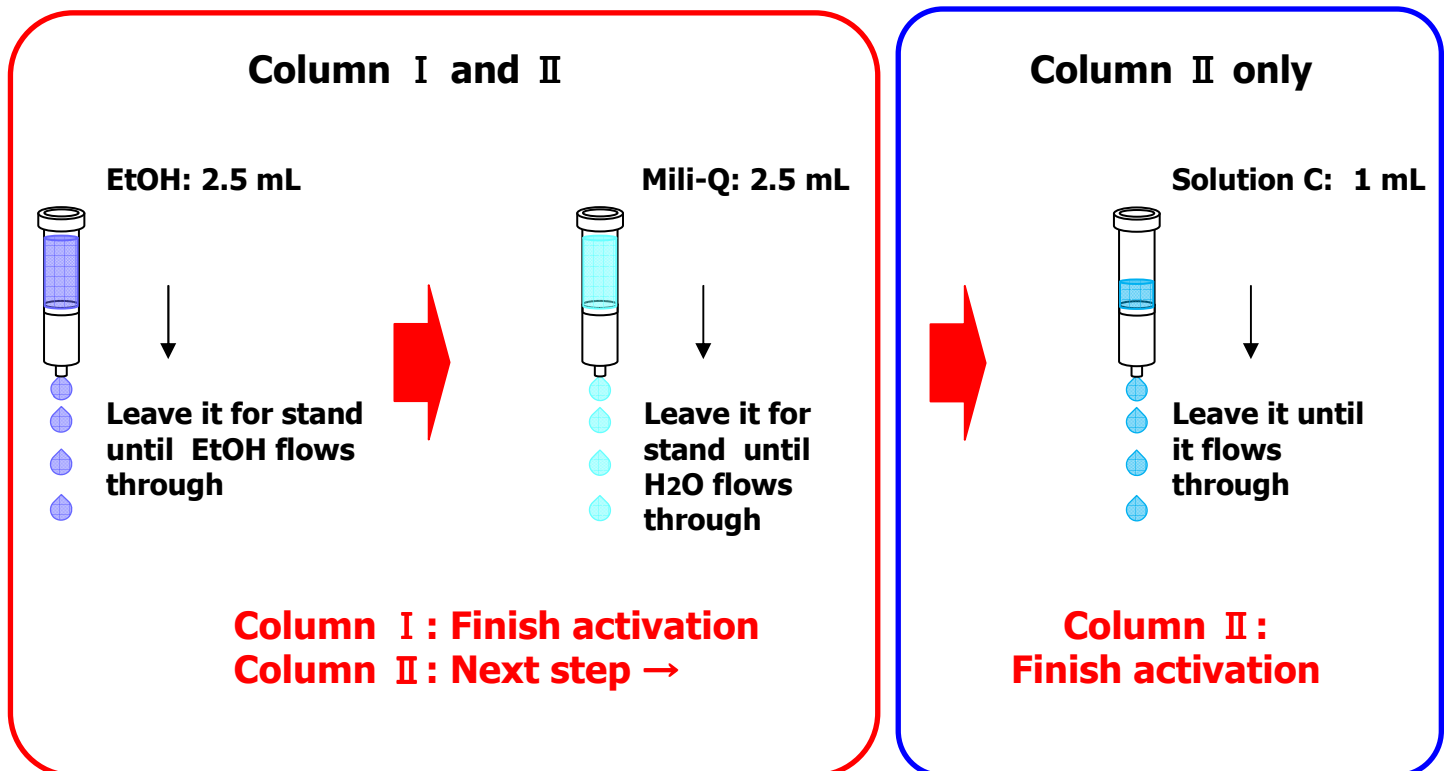 Column Ⅰ and Ⅱ
EtOH: 2.5 mL
Mili-Q: 2.5 mL
Leave it for stand
until EtOH flows
through
Leave it for
stand until
H2O flows
through
Column Ⅰ: Finish activation
Column Ⅱ: Next step →
Column Ⅱ only
Solution C: 1 mL
Leave it until
it flows
through
Column Ⅱ:
Finish activation